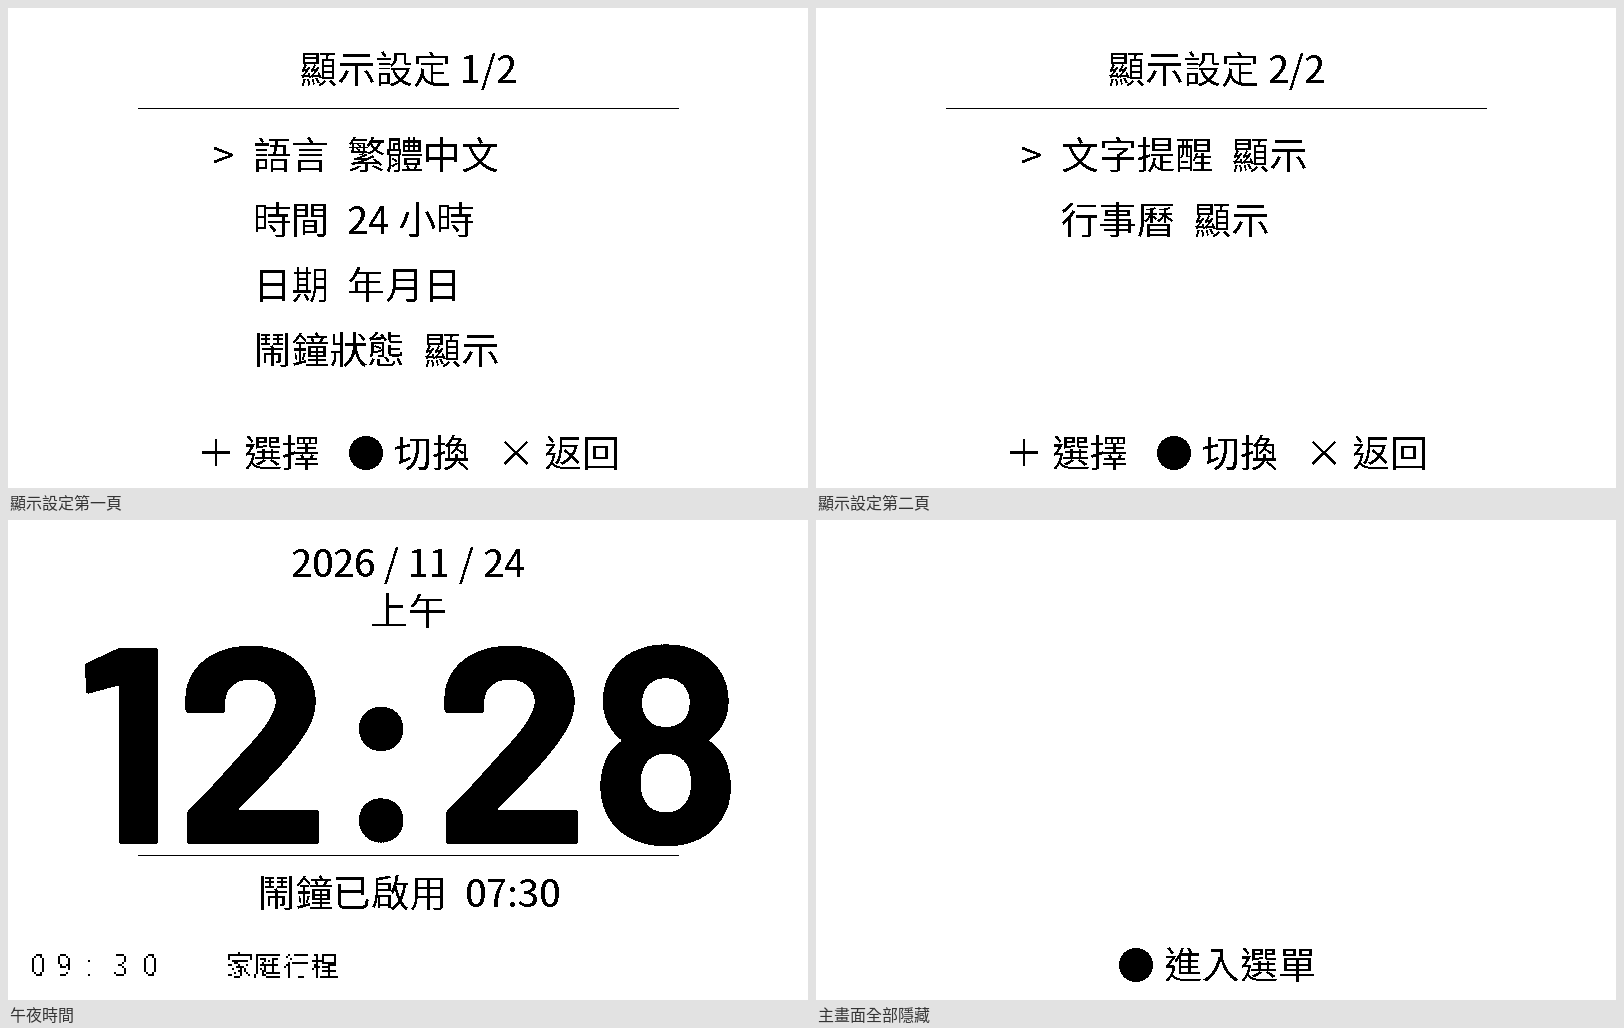 顯示設定 1/2
> 語言 繁體中文
時間 24 小時
日期 年月日
鬧鐘狀態 顯示
＋ 選擇 ● 切換 × 返回
顯示設定第一頁
顯示設定 2/2
> 文字提醒 顯示
行事曆 顯示
＋ 選擇 ● 切換 × 返回
顯示設定第二頁
2026 / 11 / 24
上午
12:28
鬧鐘已啟用 07:30
09:30 家庭行程
午夜時間
● 進入選單
主畫面全部隱藏